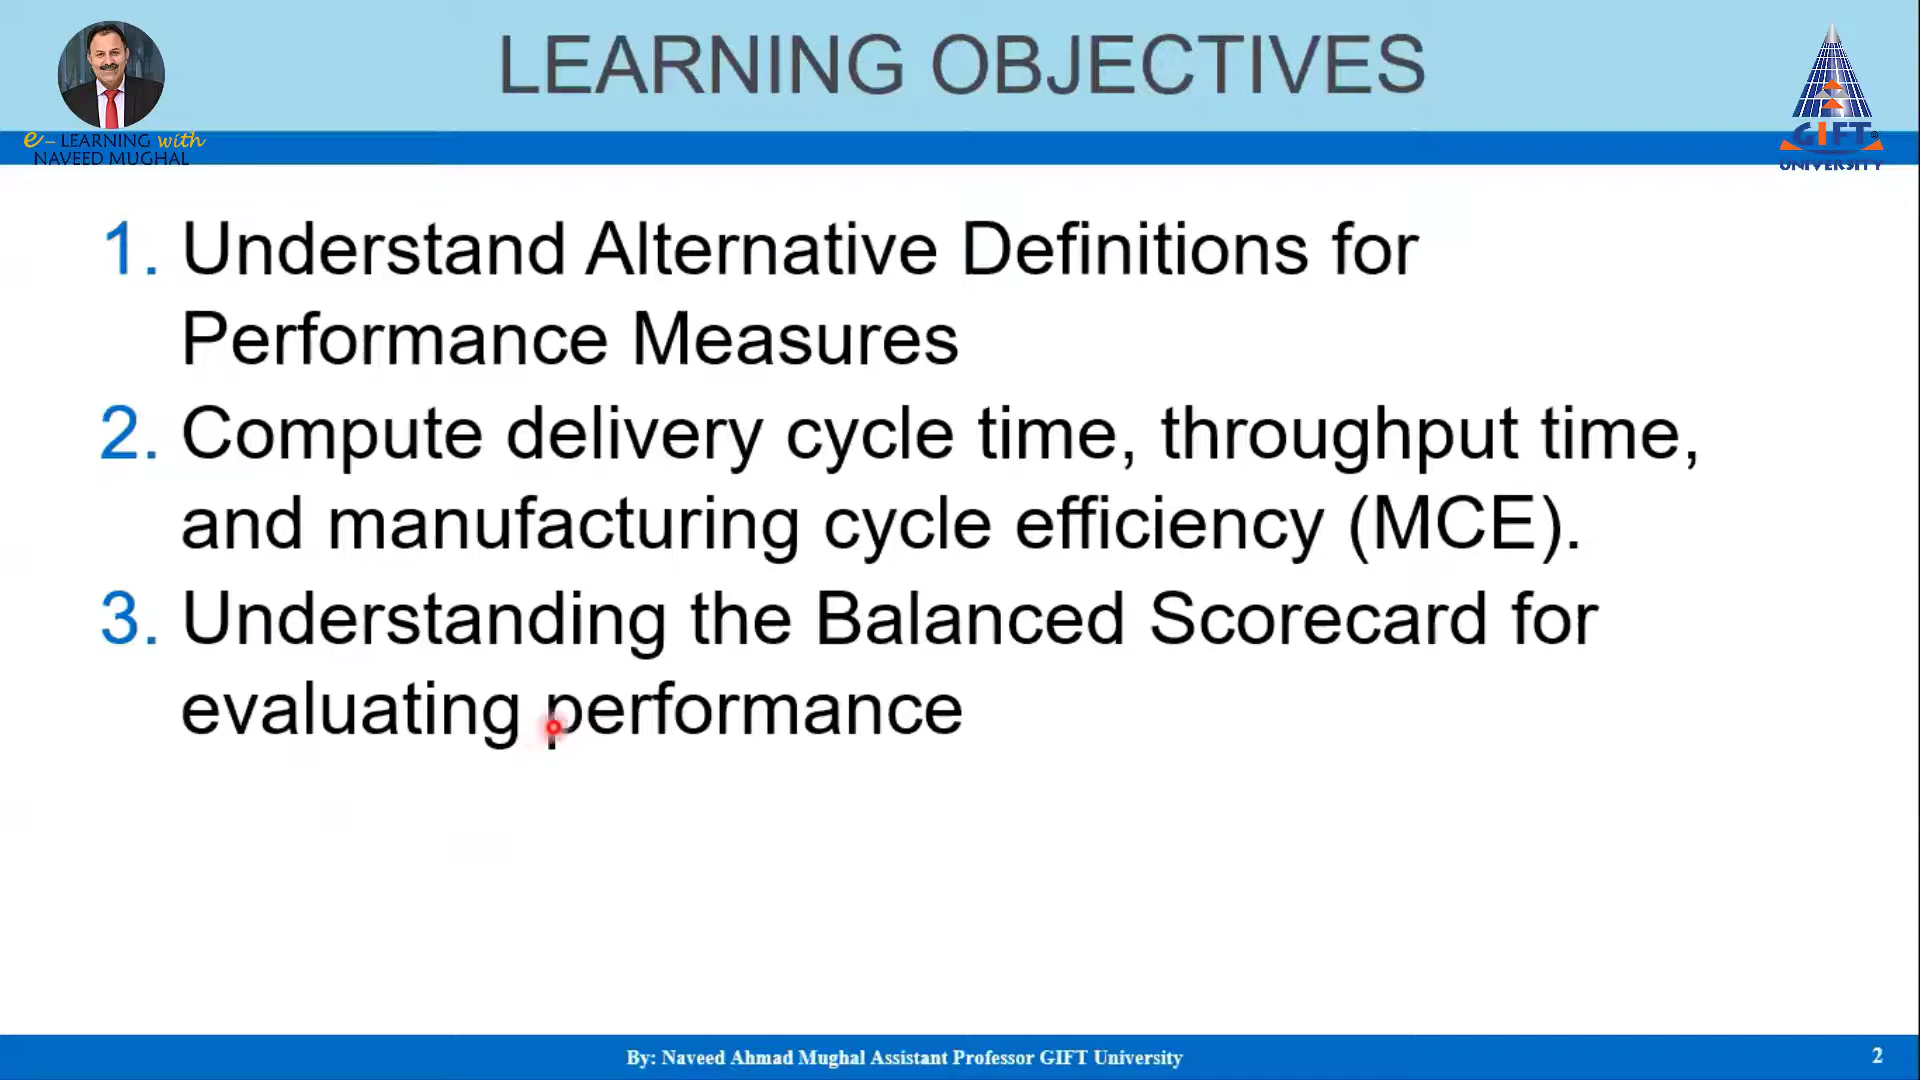 LEARNING OBJECTIVES
e-LEARNING with
NAVEED MUGHAL
GIFT
UNIVERSITY
1. Understand Alternative Definitions for
Performance Measures
2. Compute delivery cycle time, throughput time,
and manufacturing cycle efficiency (MCE).
3. Understanding the Balanced Scorecard for
evaluating performance
By: Naveed Ahmad Mughal Assistant Professor GIFT University
2